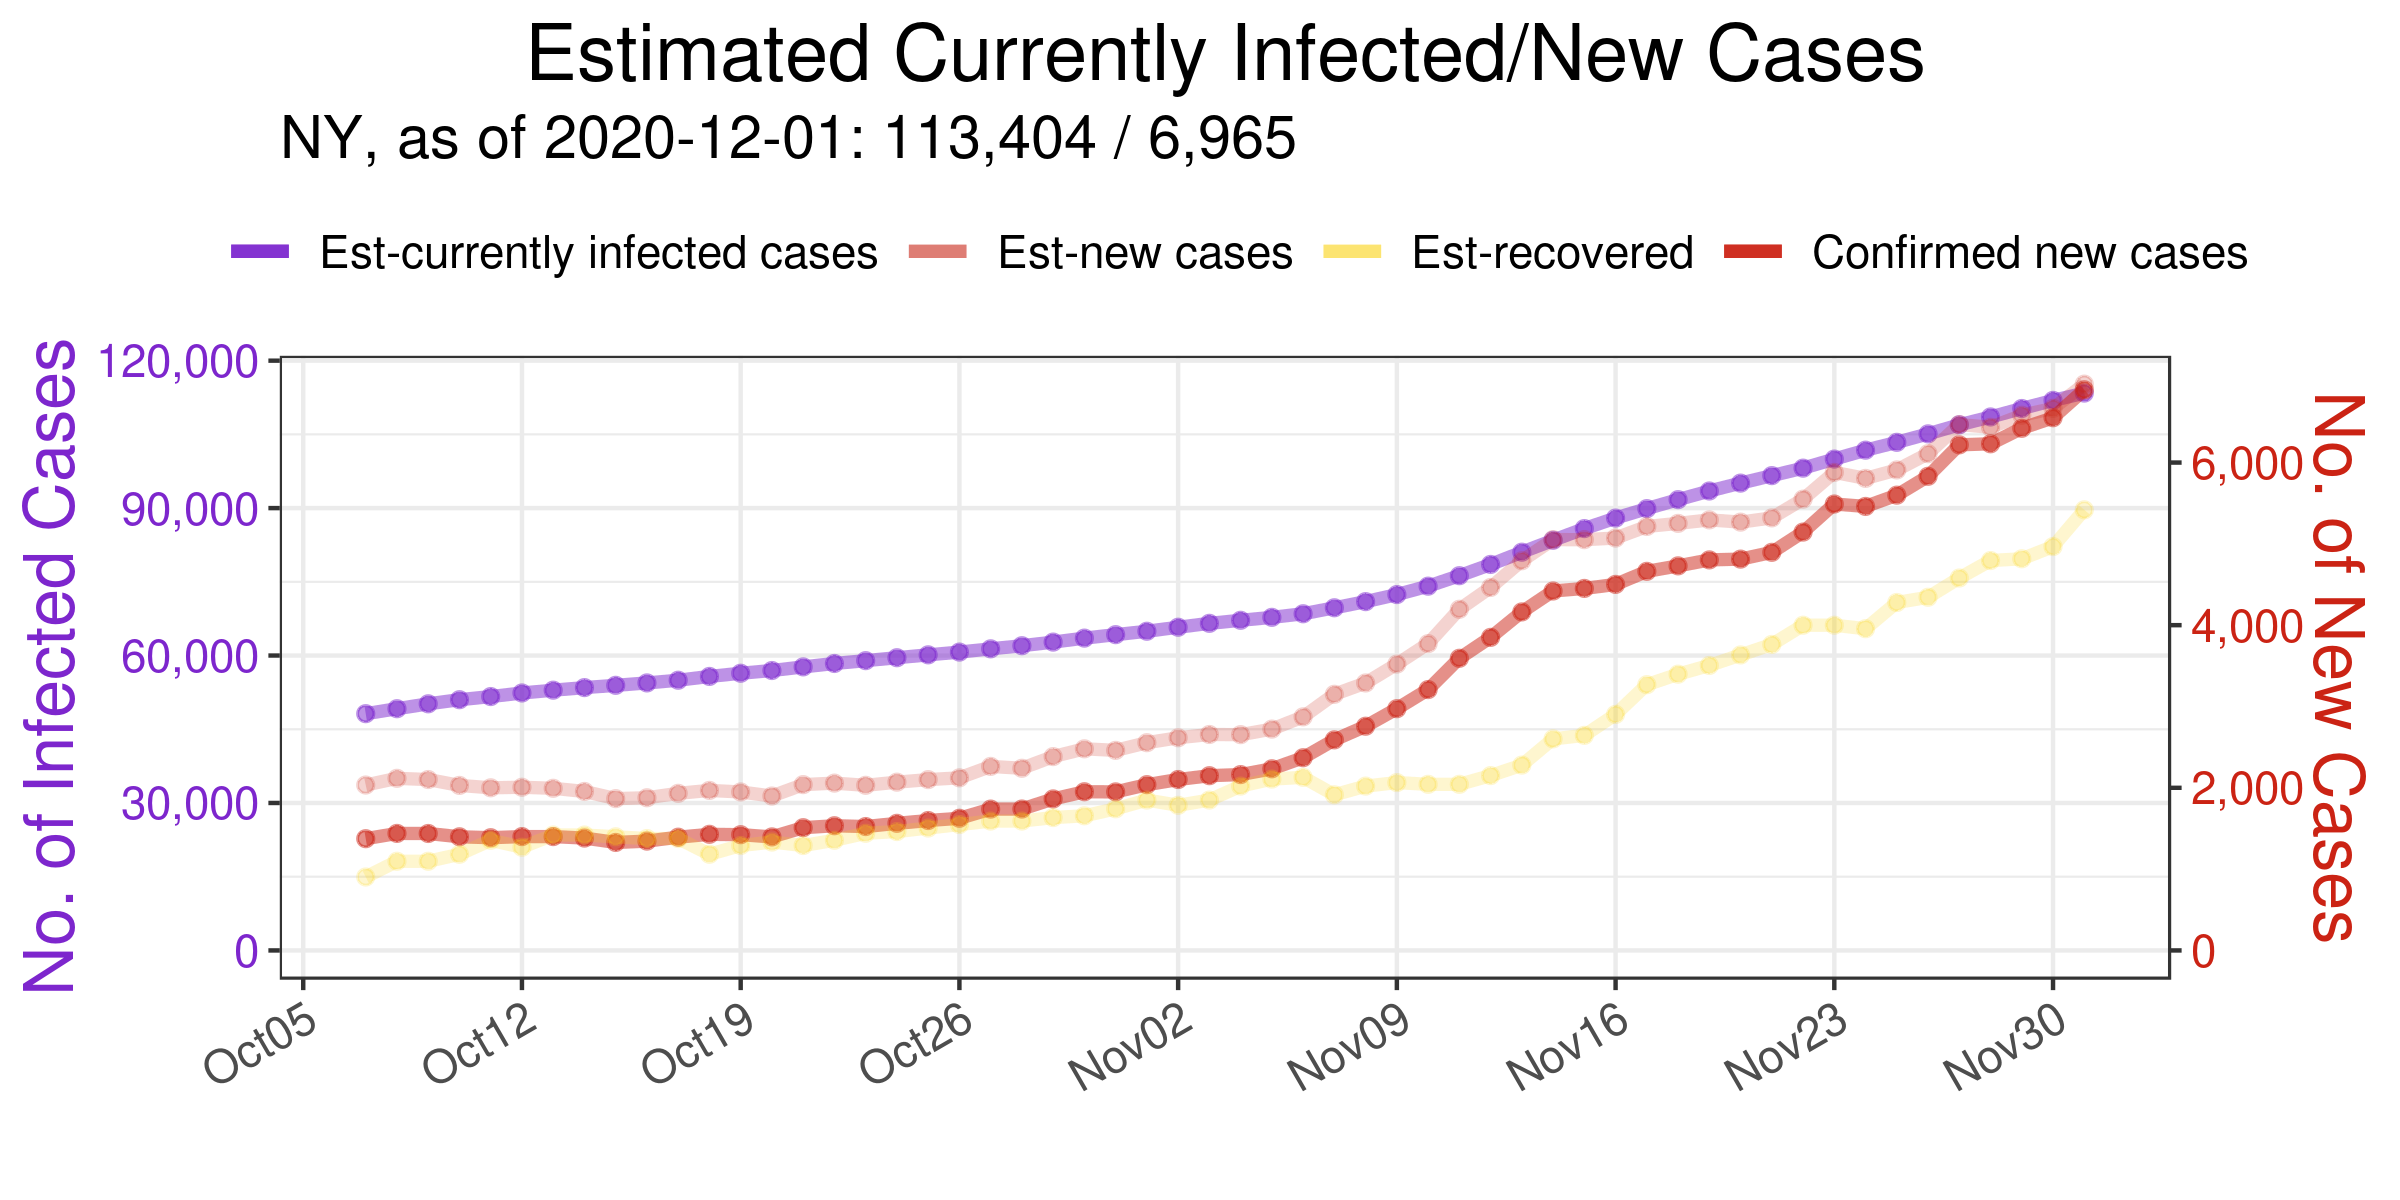 Estimated Currently Infected/New Cases
NY, as of 2020-12-01: 113,404 / 6,965
Est-currently infected cases Est-new cases Est-recovered Confirmed new cases
No. of Infected Cases
120,000
90,000
60,000
30,000
0
6,000
4,000
2,000
0
No. of New Cases
Oct05 Oct12 Oct19 Oct26 Nov02 Nov09 Nov16 Nov23 Nov30